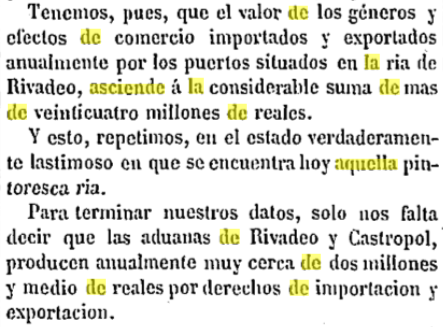 Tenemos, pues, que el valor de los géneros y
efectos de comercio importados y exportados
anualmente por los puertos situados en la ria de
Rivadeo, asciende á la considerable suma de mas
de veinticuatro millones de reales.
Y esto, repetimos, en el estado verdaderamen-
te lastimoso en que se encuentra hoy aquella pin-
toresca ria.
Para terminar nuestros datos, solo nos falta
decir que las aduanas de Rivadeo y Castropol,
producen anualmente muy cerca de dos millones
y medio de reales por derechos de importacion y
exportacion.